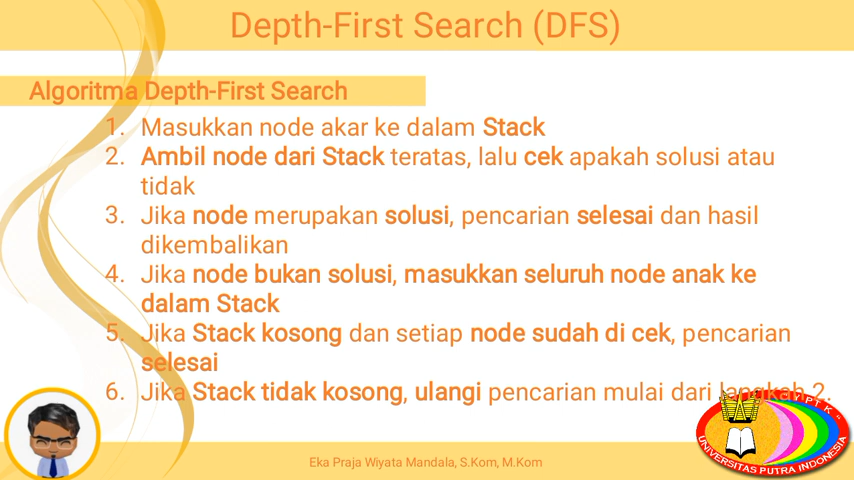 Depth-First Search (DFS)
Algoritma Depth-First Search
1. Masukkan node akar ke dalam Stack
2. Ambil node dari Stack teratas, lalu cek apakah solusi atau
tidak
3. Jika node merupakan solusi, pencarian selesai dan hasil
dikembalikan
4. Jika node bukan solusi, masukkan seluruh node anak ke
dalam Stack
5. Jika Stack kosong dan setiap node sudah di cek, pencarian
selesai
6. Jika Stack tidak kosong, ulangi pencarian mulai dari langkah 2.
Eka Praja Wiyata Mandala, S.Kom, M.Kom
UNIVERSITAS PUTRA INDONESIA